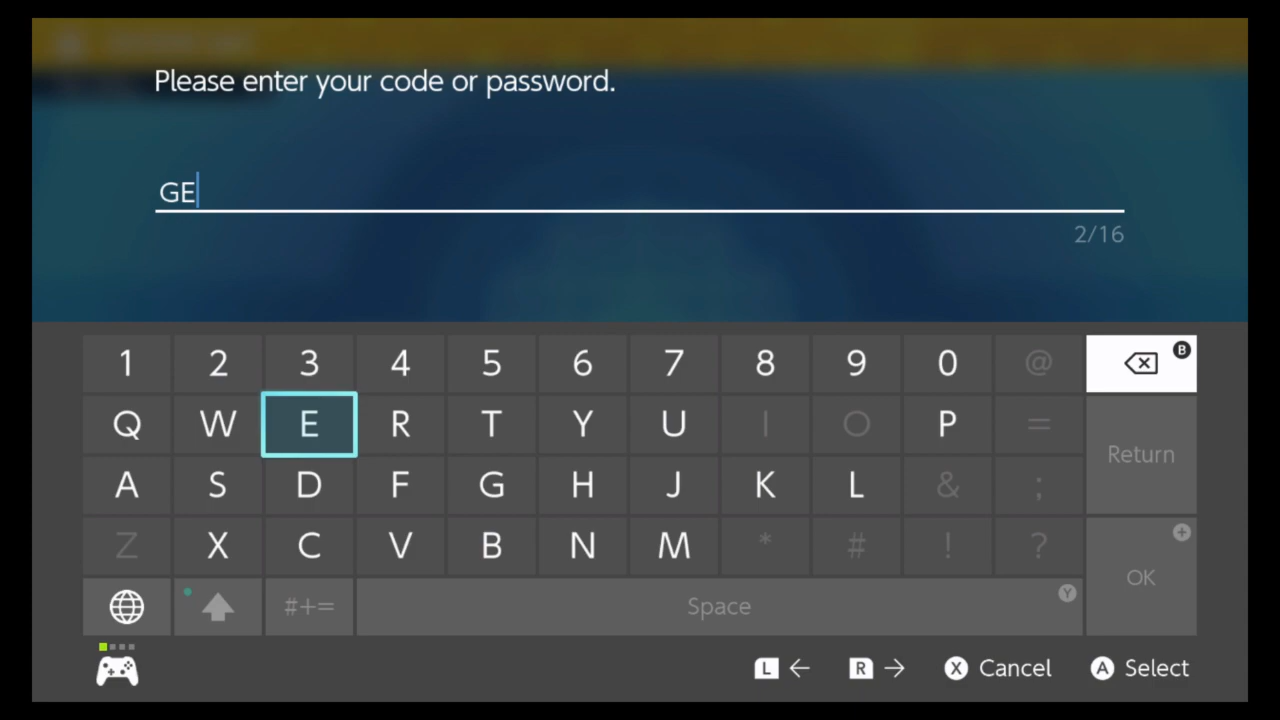 Please enter your code or password.
GE
2/16
1 2 3 4 5 6 7 8 9 0 @ B
Q W E R T Y U I O P =
Return
A S D F G H J K L & ;
Z X C V B N M * # ! ? +
OK
#+= Space Y
L ← R → X Cancel A Select